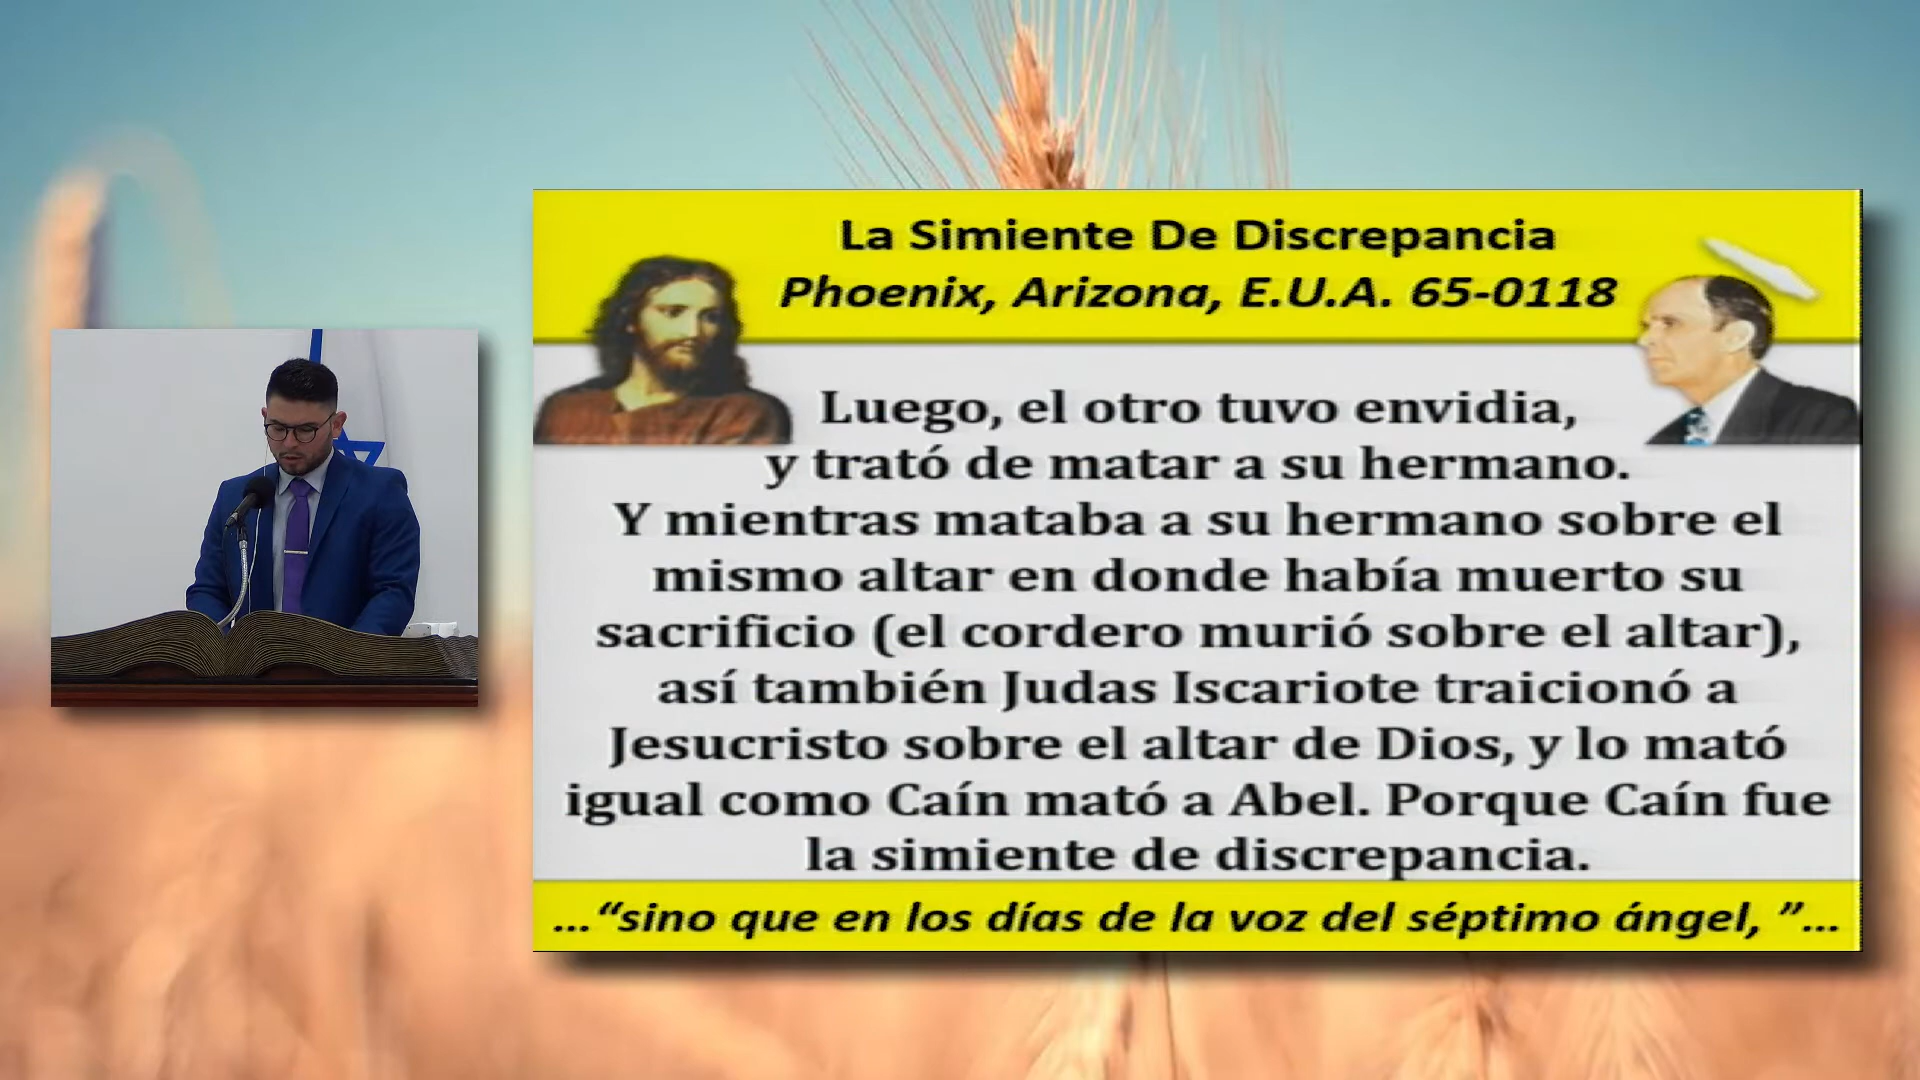 La Simiente De Discrepancia
Phoenix, Arizona, E.U.A. 65-0118
Luego, el otro tuvo envidia,
y trató de matar a su hermano.
Y mientras mataba a su hermano sobre el
mismo altar en donde había muerto su
sacrificio (el cordero murió sobre el altar),
así también Judas Iscariote traicionó a
Jesucristo sobre el altar de Dios, y lo mató
igual como Caín mató a Abel. Porque Caín fue
la simiente de discrepancia.
...“sino que en los días de la voz del séptimo ángel, ”...